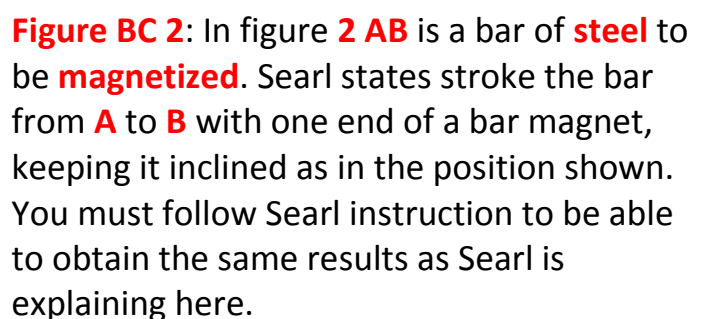 Figure BC 2: In figure 2 AB is a bar of steel to
be magnetized. Searl states stroke the bar
from A to B with one end of a bar magnet,
keeping it inclined as in the position shown.
You must follow Searl instruction to be able
to obtain the same results as Searl is
explaining here.